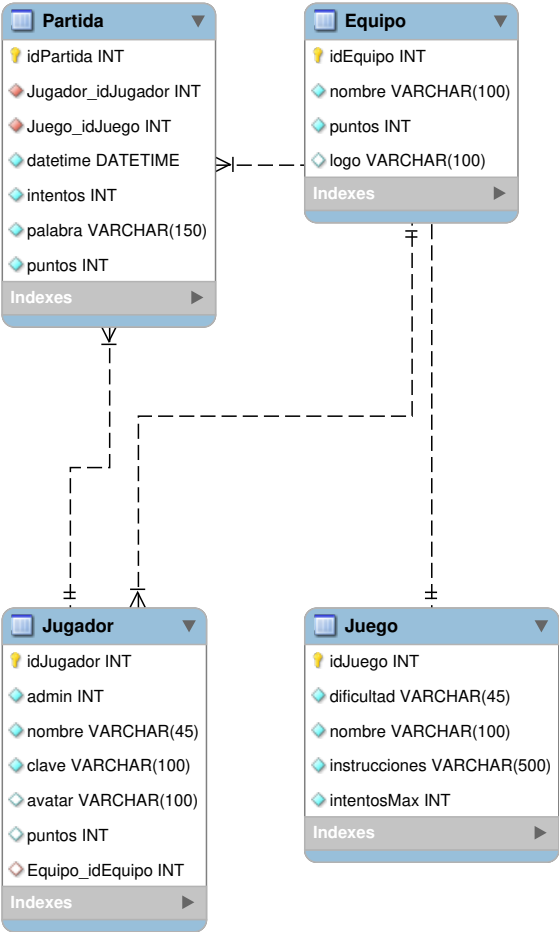 Partida
idPartida INT
Jugador_idJugador INT
Juego_idJuego INT
datetime DATETIME
intentos INT
palabra VARCHAR(150)
puntos INT
Indexes
Equipo
idEquipo INT
nombre VARCHAR(100)
puntos INT
logo VARCHAR(100)
Indexes
Jugador
idJugador INT
admin INT
nombre VARCHAR(45)
clave VARCHAR(100)
avatar VARCHAR(100)
puntos INT
Equipo_idEquipo INT
Indexes
Juego
idJuego INT
dificultad VARCHAR(45)
nombre VARCHAR(100)
instrucciones VARCHAR(500)
intentosMax INT
Indexes